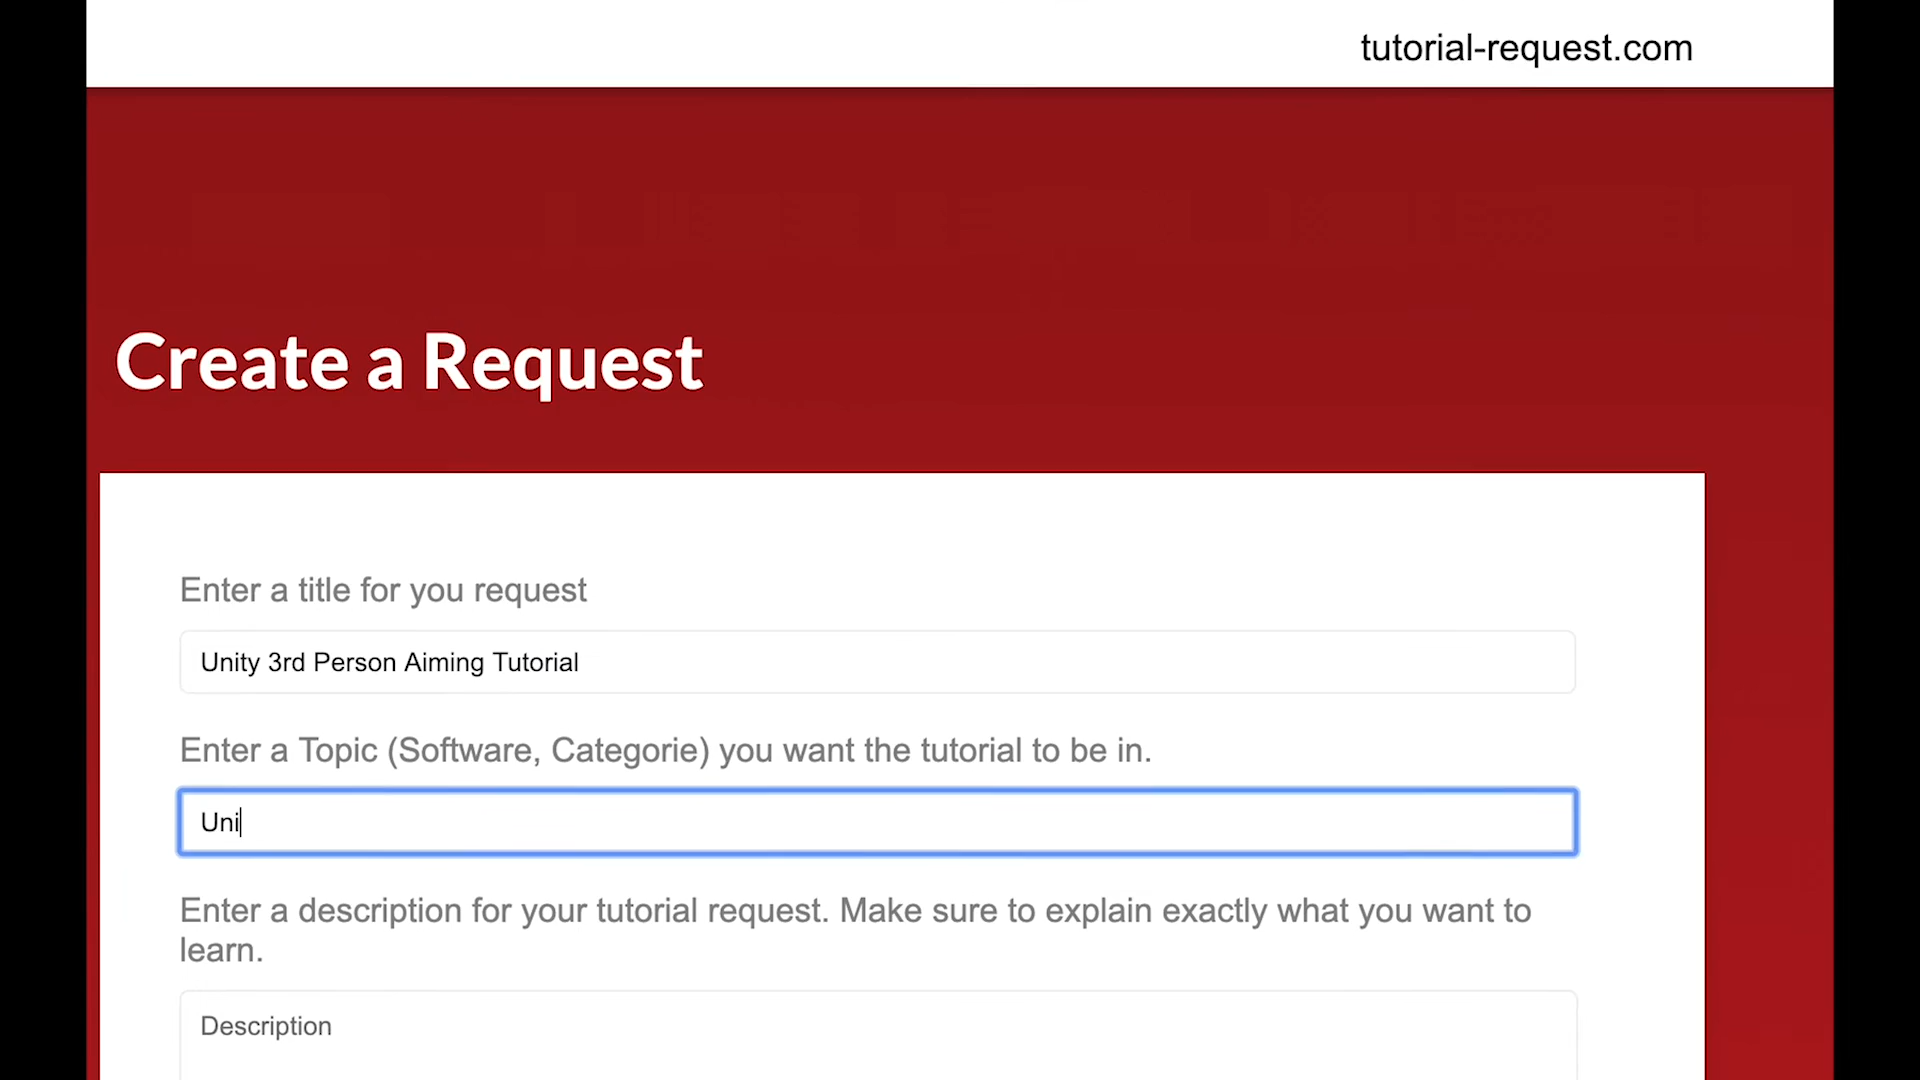 tutorial-request.com
Create a Request
Enter a title for you request
Unity 3rd Person Aiming Tutorial
Enter a Topic (Software, Categorie) you want the tutorial to be in.
Uni
Enter a description for your tutorial request. Make sure to explain exactly what you want to
learn.
Description